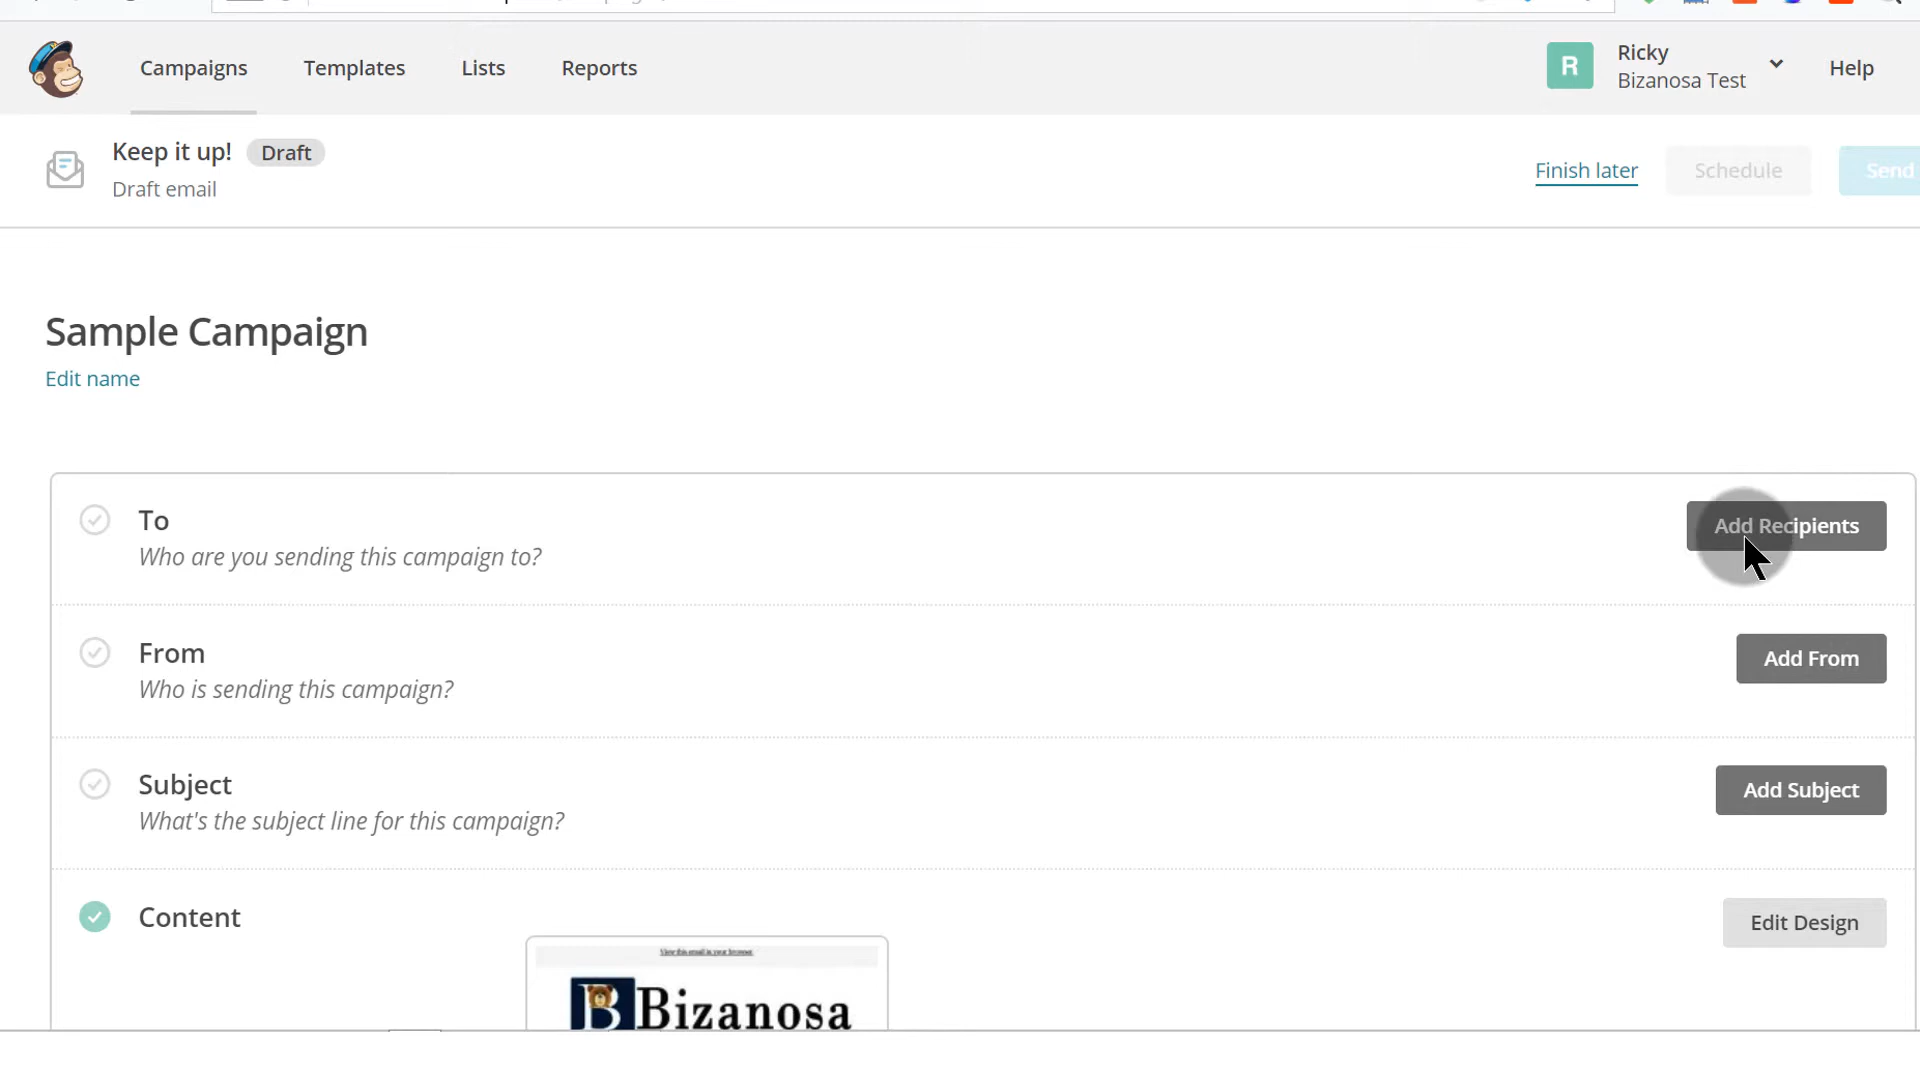 Campaigns
Templates
Lists
Reports
R
Ricky
Bizanosa Test
Help
Keep it up!
Draft
Draft email
Finish later
Schedule
Send
Sample Campaign
Edit name
To
Who are you sending this campaign to?
Add Recipients
From
Who is sending this campaign?
Add From
Subject
What's the subject line for this campaign?
Add Subject
Content
Edit Design
View this email in your browser
B Bizanosa